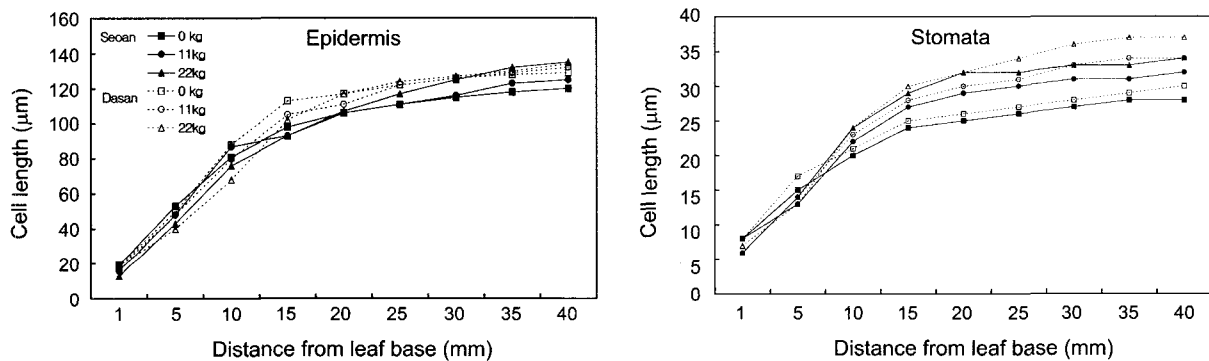 Epidermis
Seoan
0 kg
11kg
22kg
Dasan
0 kg
11kg
22kg
160
140
120
100
80
60
40
20
0
Cell length (μm)
1 5 10 15 20 25 30 35 40
Distance from leaf base (mm)
Stomata
40
35
30
25
20
15
10
5
0
Cell length (μm)
1 5 10 15 20 25 30 35 40
Distance from leaf base (mm)